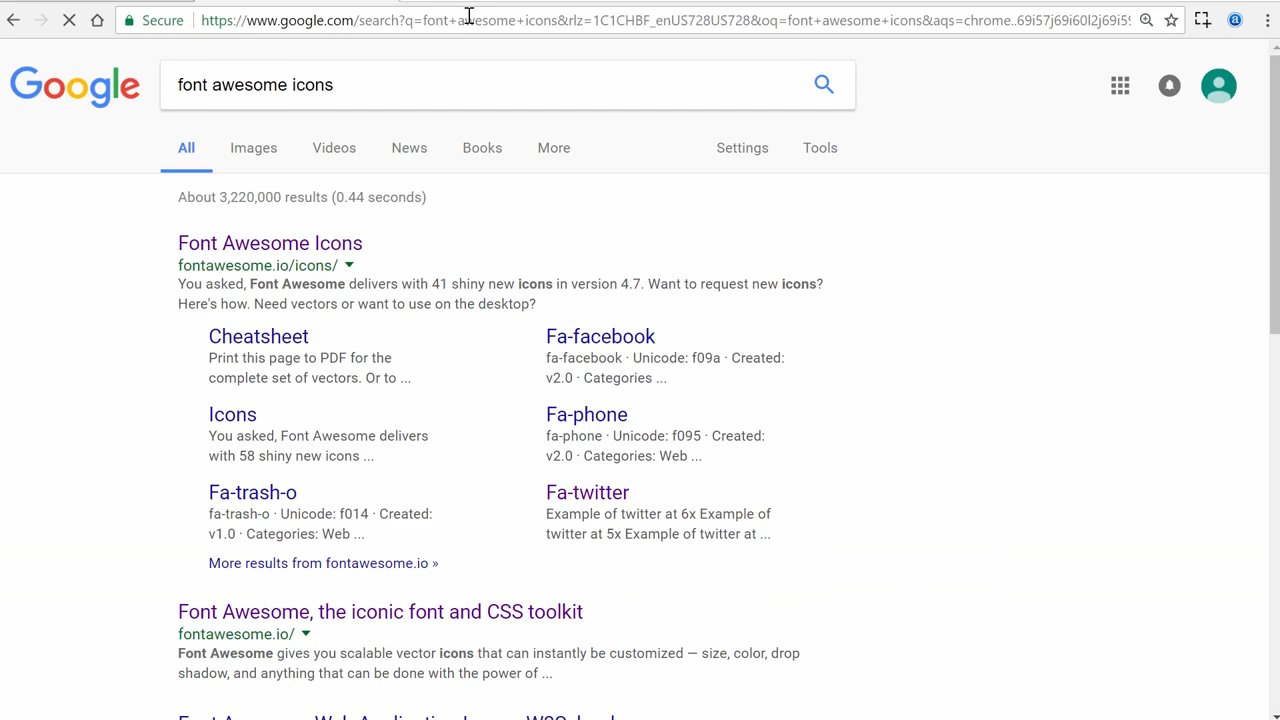 Secure https://www.google.com/search?q=font+awesome+icons&rlz=1C1CHBF_enUS728US728&oq=font+awesome+icons&aqs=chrome..69i57j69i60l2j69i59
Google
font awesome icons
All Images Videos News Books More Settings Tools
About 3,220,000 results (0.44 seconds)
Font Awesome Icons
fontawesome.io/icons/
You asked, Font Awesome delivers with 41 shiny new icons in version 4.7. Want to request new icons?
Here's how. Need vectors or want to use on the desktop?
Cheatsheet
Print this page to PDF for the
complete set of vectors. Or to ...
Fa-facebook
fa-facebook · Unicode: f09a · Created:
v2.0 · Categories ...
Icons
You asked, Font Awesome delivers
with 58 shiny new icons ...
Fa-phone
fa-phone · Unicode: f095 · Created:
v2.0 · Categories: Web ...
Fa-trash-o
fa-trash-o · Unicode: f014 · Created:
v1.0 · Categories: Web ...
Fa-twitter
Example of twitter at 6x Example of
twitter at 5x Example of twitter at ...
More results from fontawesome.io »
Font Awesome, the iconic font and CSS toolkit
fontawesome.io/
Font Awesome gives you scalable vector icons that can instantly be customized — size, color, drop
shadow, and anything that can be done with the power of ...